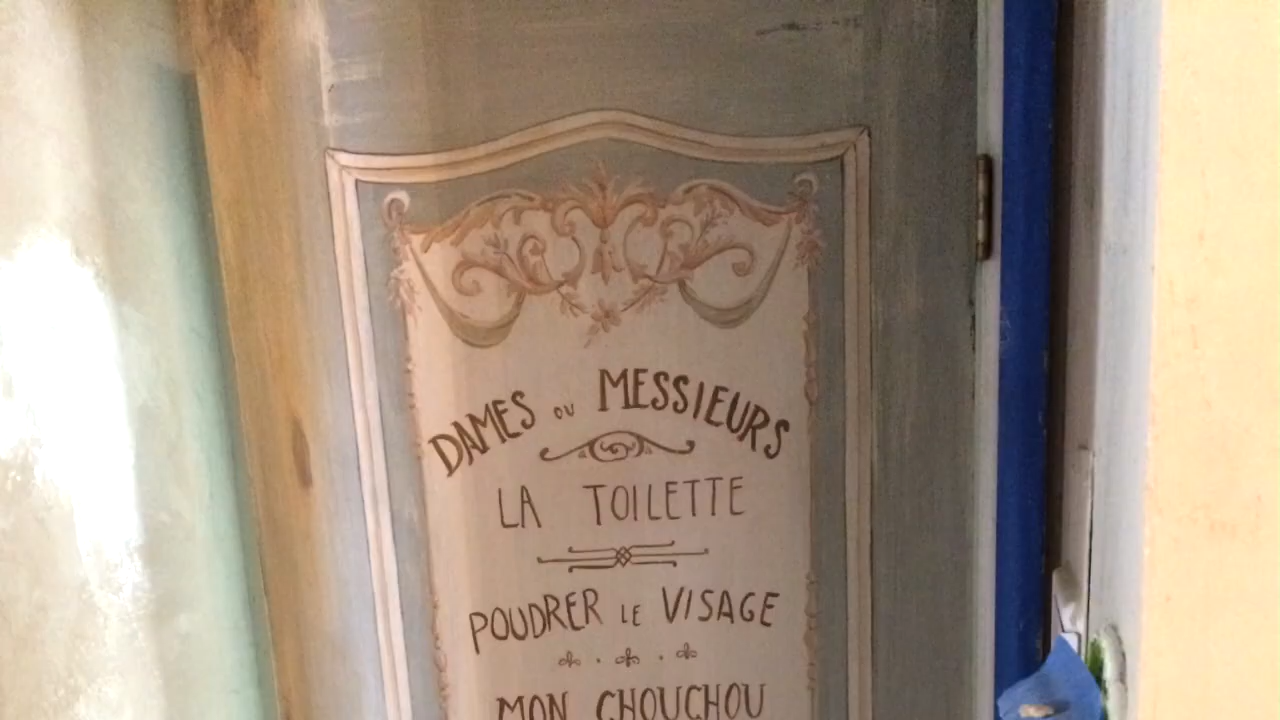 DAMES OU MESSIEURS
LA TOILETTE
POUDRER LE VISAGE
MON CHOUCHOU